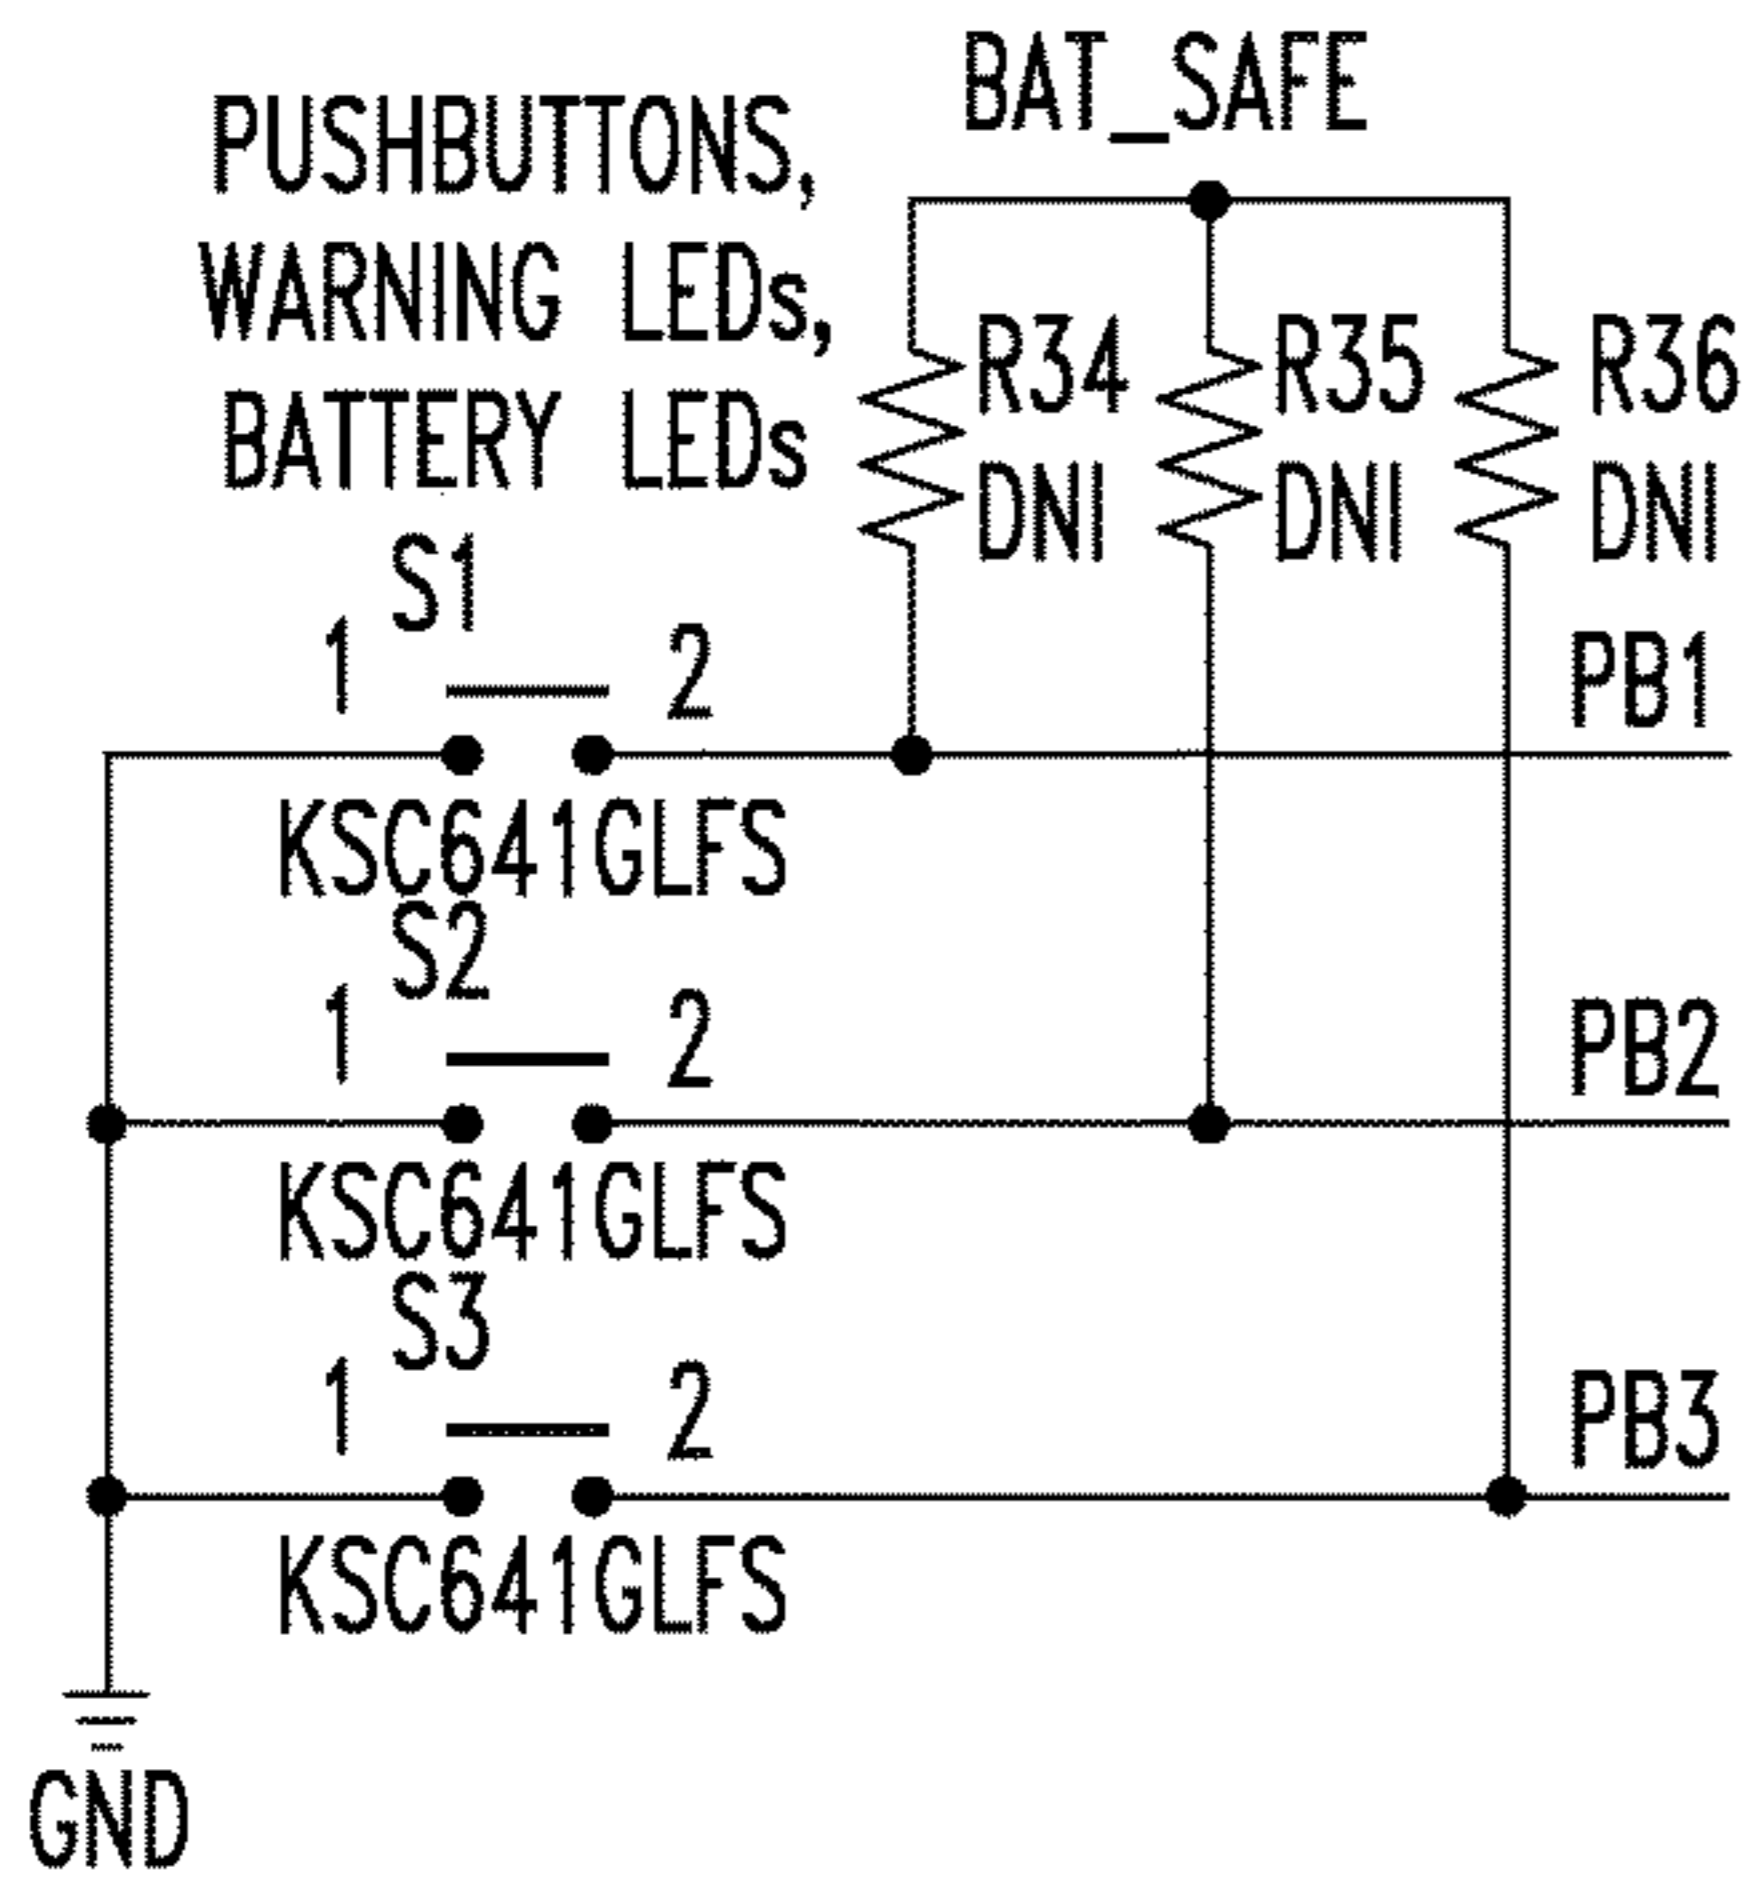 BAT_SAFE
PUSHBUTTONS,
WARNING LEDs,
BATTERY LEDs
R34
DNI
R35
DNI
R36
DNI
S1
1
2
PB1
KSC641GLFS
S2
1
2
PB2
KSC641GLFS
S3
1
2
PB3
KSC641GLFS
GND